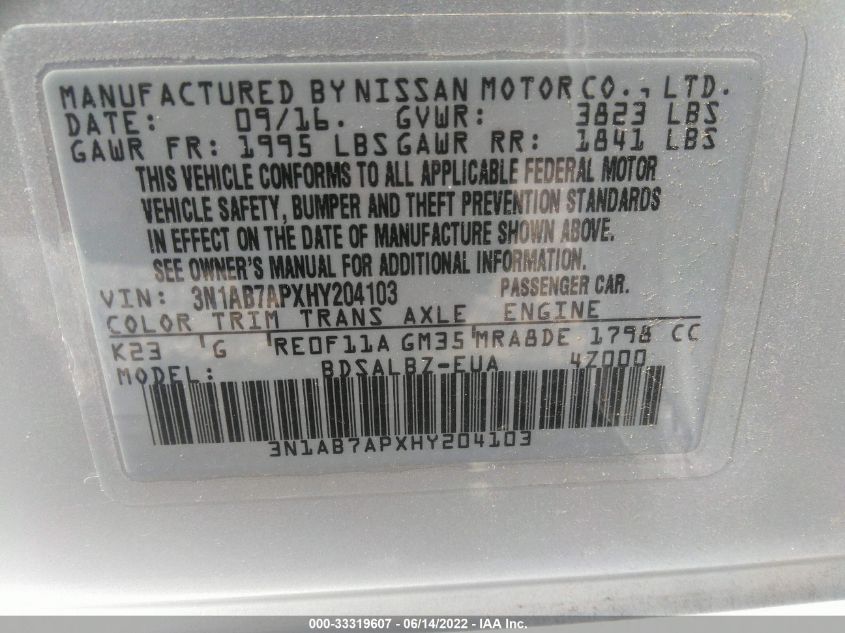 MANUFACTURED BY NISSAN MOTOR CO., LTD.
DATE: 09/16. GVWR: 3823 LBS
GAWR FR: 1995 LBS GAWR RR: 1841 LBS
THIS VEHICLE CONFORMS TO ALL APPLICABLE FEDERAL MOTOR
VEHICLE SAFETY, BUMPER AND THEFT PREVENTION STANDARDS
IN EFFECT ON THE DATE OF MANUFACTURE SHOWN ABOVE.
SEE OWNER'S MANUAL FOR ADDITIONAL INFORMATION.
VIN: 3N1AB7APXHY204103 PASSENGER CAR.
COLOR TRIM TRANS AXLE ENGINE
K23 G RE0F11A GM35 MRA8DE 1798 CC
MODEL: BDSALBZ-EUA 4Z000
3N1AB7APXHY204103
000-33319607 - 06/14/2022 - IAA Inc.